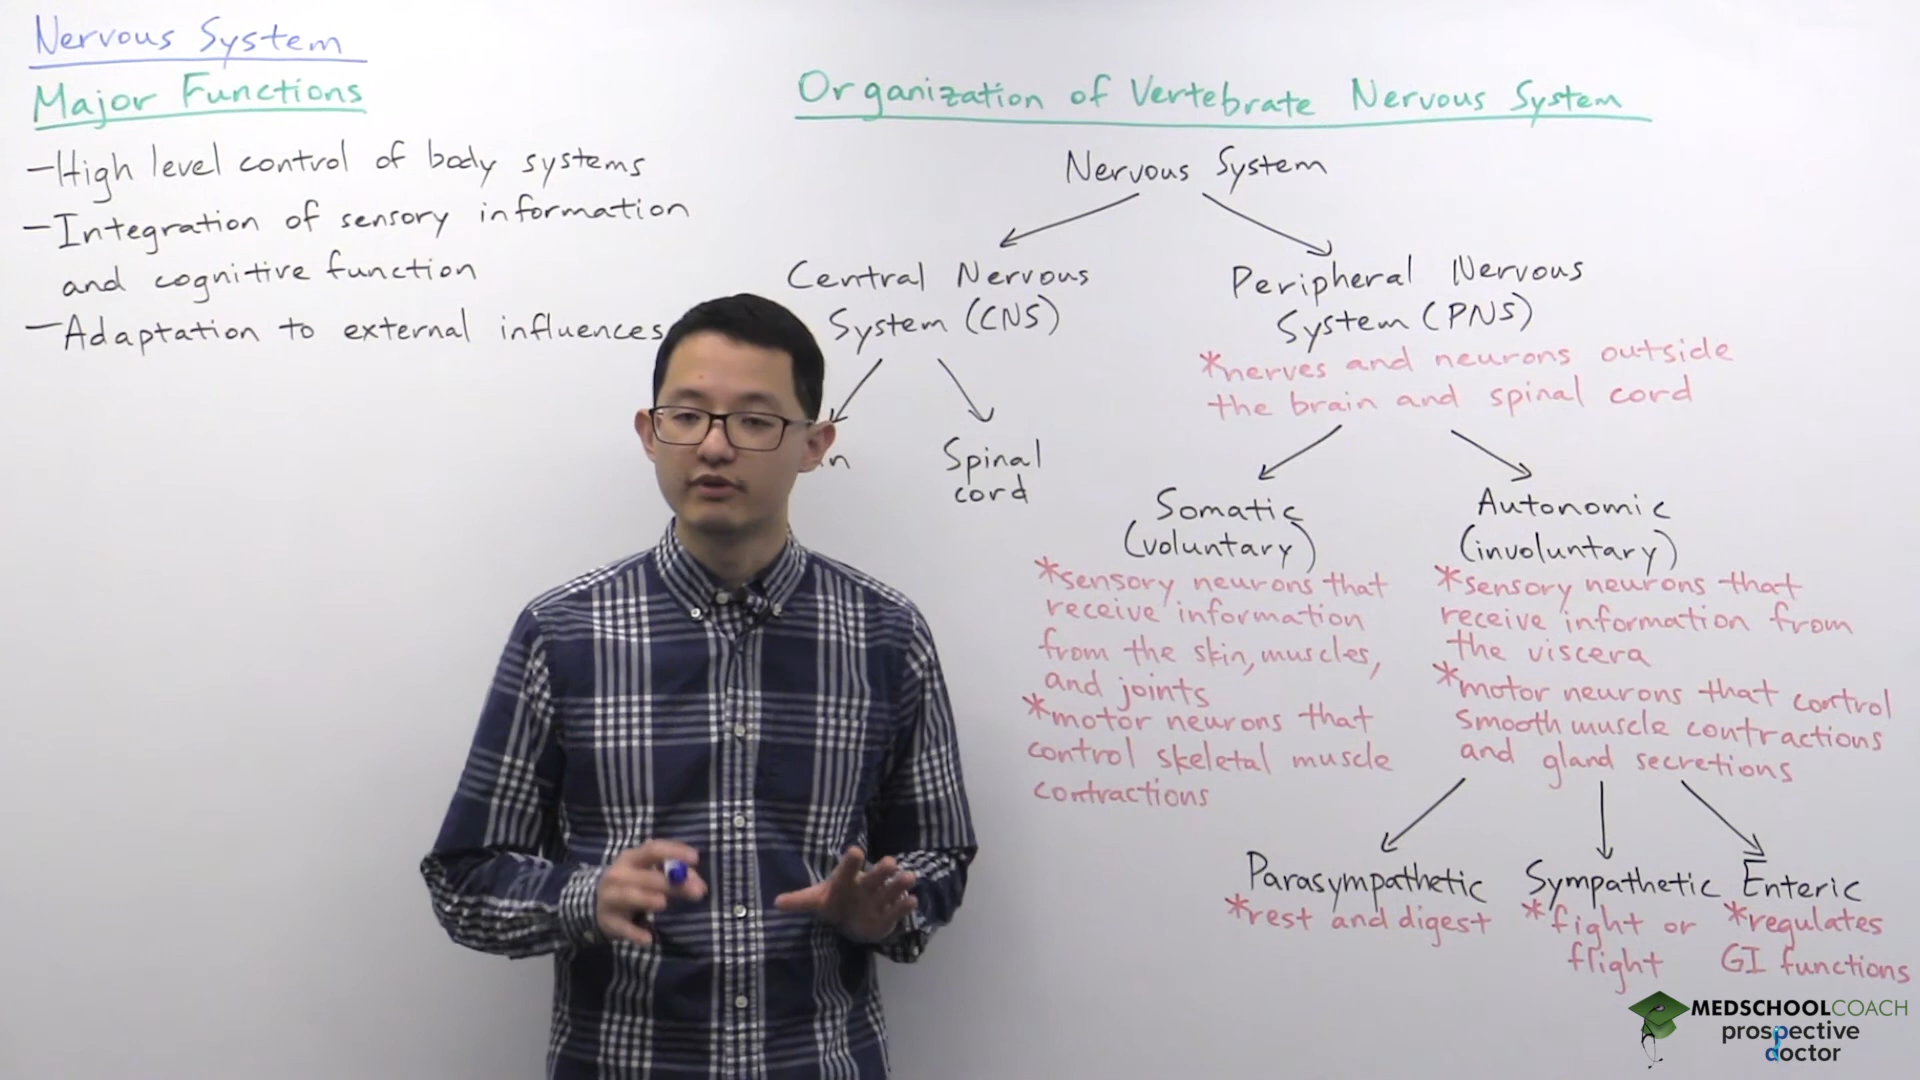 Nervous System
Major Functions
- High level control of body systems
- Integration of sensory information
and cognitive function
- Adaptation to external influences
Organization of Vertebrate Nervous System
Nervous System
Central Nervous
System (CNS)
Spinal
cord
Peripheral Nervous
System (PNS)
*nerves and neurons outside
the brain and spinal cord
Somatic
(voluntary)
*sensory neurons that
receive information
from the skin, muscles,
and joints
*motor neurons that
control skeletal muscle
contractions
Autonomic
(involuntary)
*sensory neurons that
receive information from
the viscera
*motor neurons that control
smooth muscle contractions
and gland secretions
Parasympathetic
*rest and digest
Sympathetic
*fight or
flight
Enteric
*regulates
GI functions
MEDSCHOOLCOACH
prospective
doctor